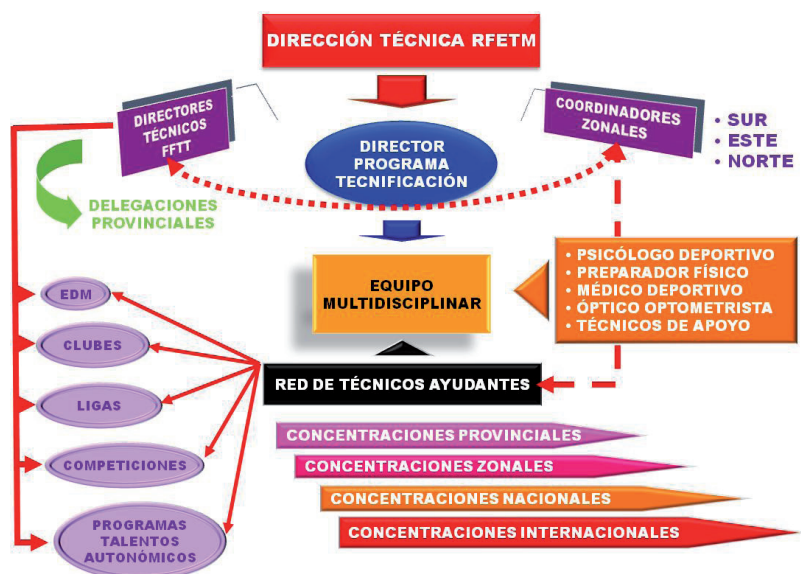 DIRECCIÓN TÉCNICA RFETM
DIRECTORES
TÉCNICOS
FFTT
COORDINADORES
ZONALES
• SUR
• ESTE
• NORTE
DIRECTOR
PROGRAMA
TECNIFICACIÓN
DELEGACIONES
PROVINCIALES
EQUIPO
MULTIDISCIPLINAR
• PSICÓLOGO DEPORTIVO
• PREPARADOR FÍSICO
• MÉDICO DEPORTIVO
• ÓPTICO OPTOMETRISTA
• TÉCNICOS DE APOYO
EDM
CLUBES
LIGAS
COMPETICIONES
PROGRAMAS
TALENTOS
AUTONÓMICOS
RED DE TÉCNICOS AYUDANTES
CONCENTRACIONES PROVINCIALES
CONCENTRACIONES ZONALES
CONCENTRACIONES NACIONALES
CONCENTRACIONES INTERNACIONALES